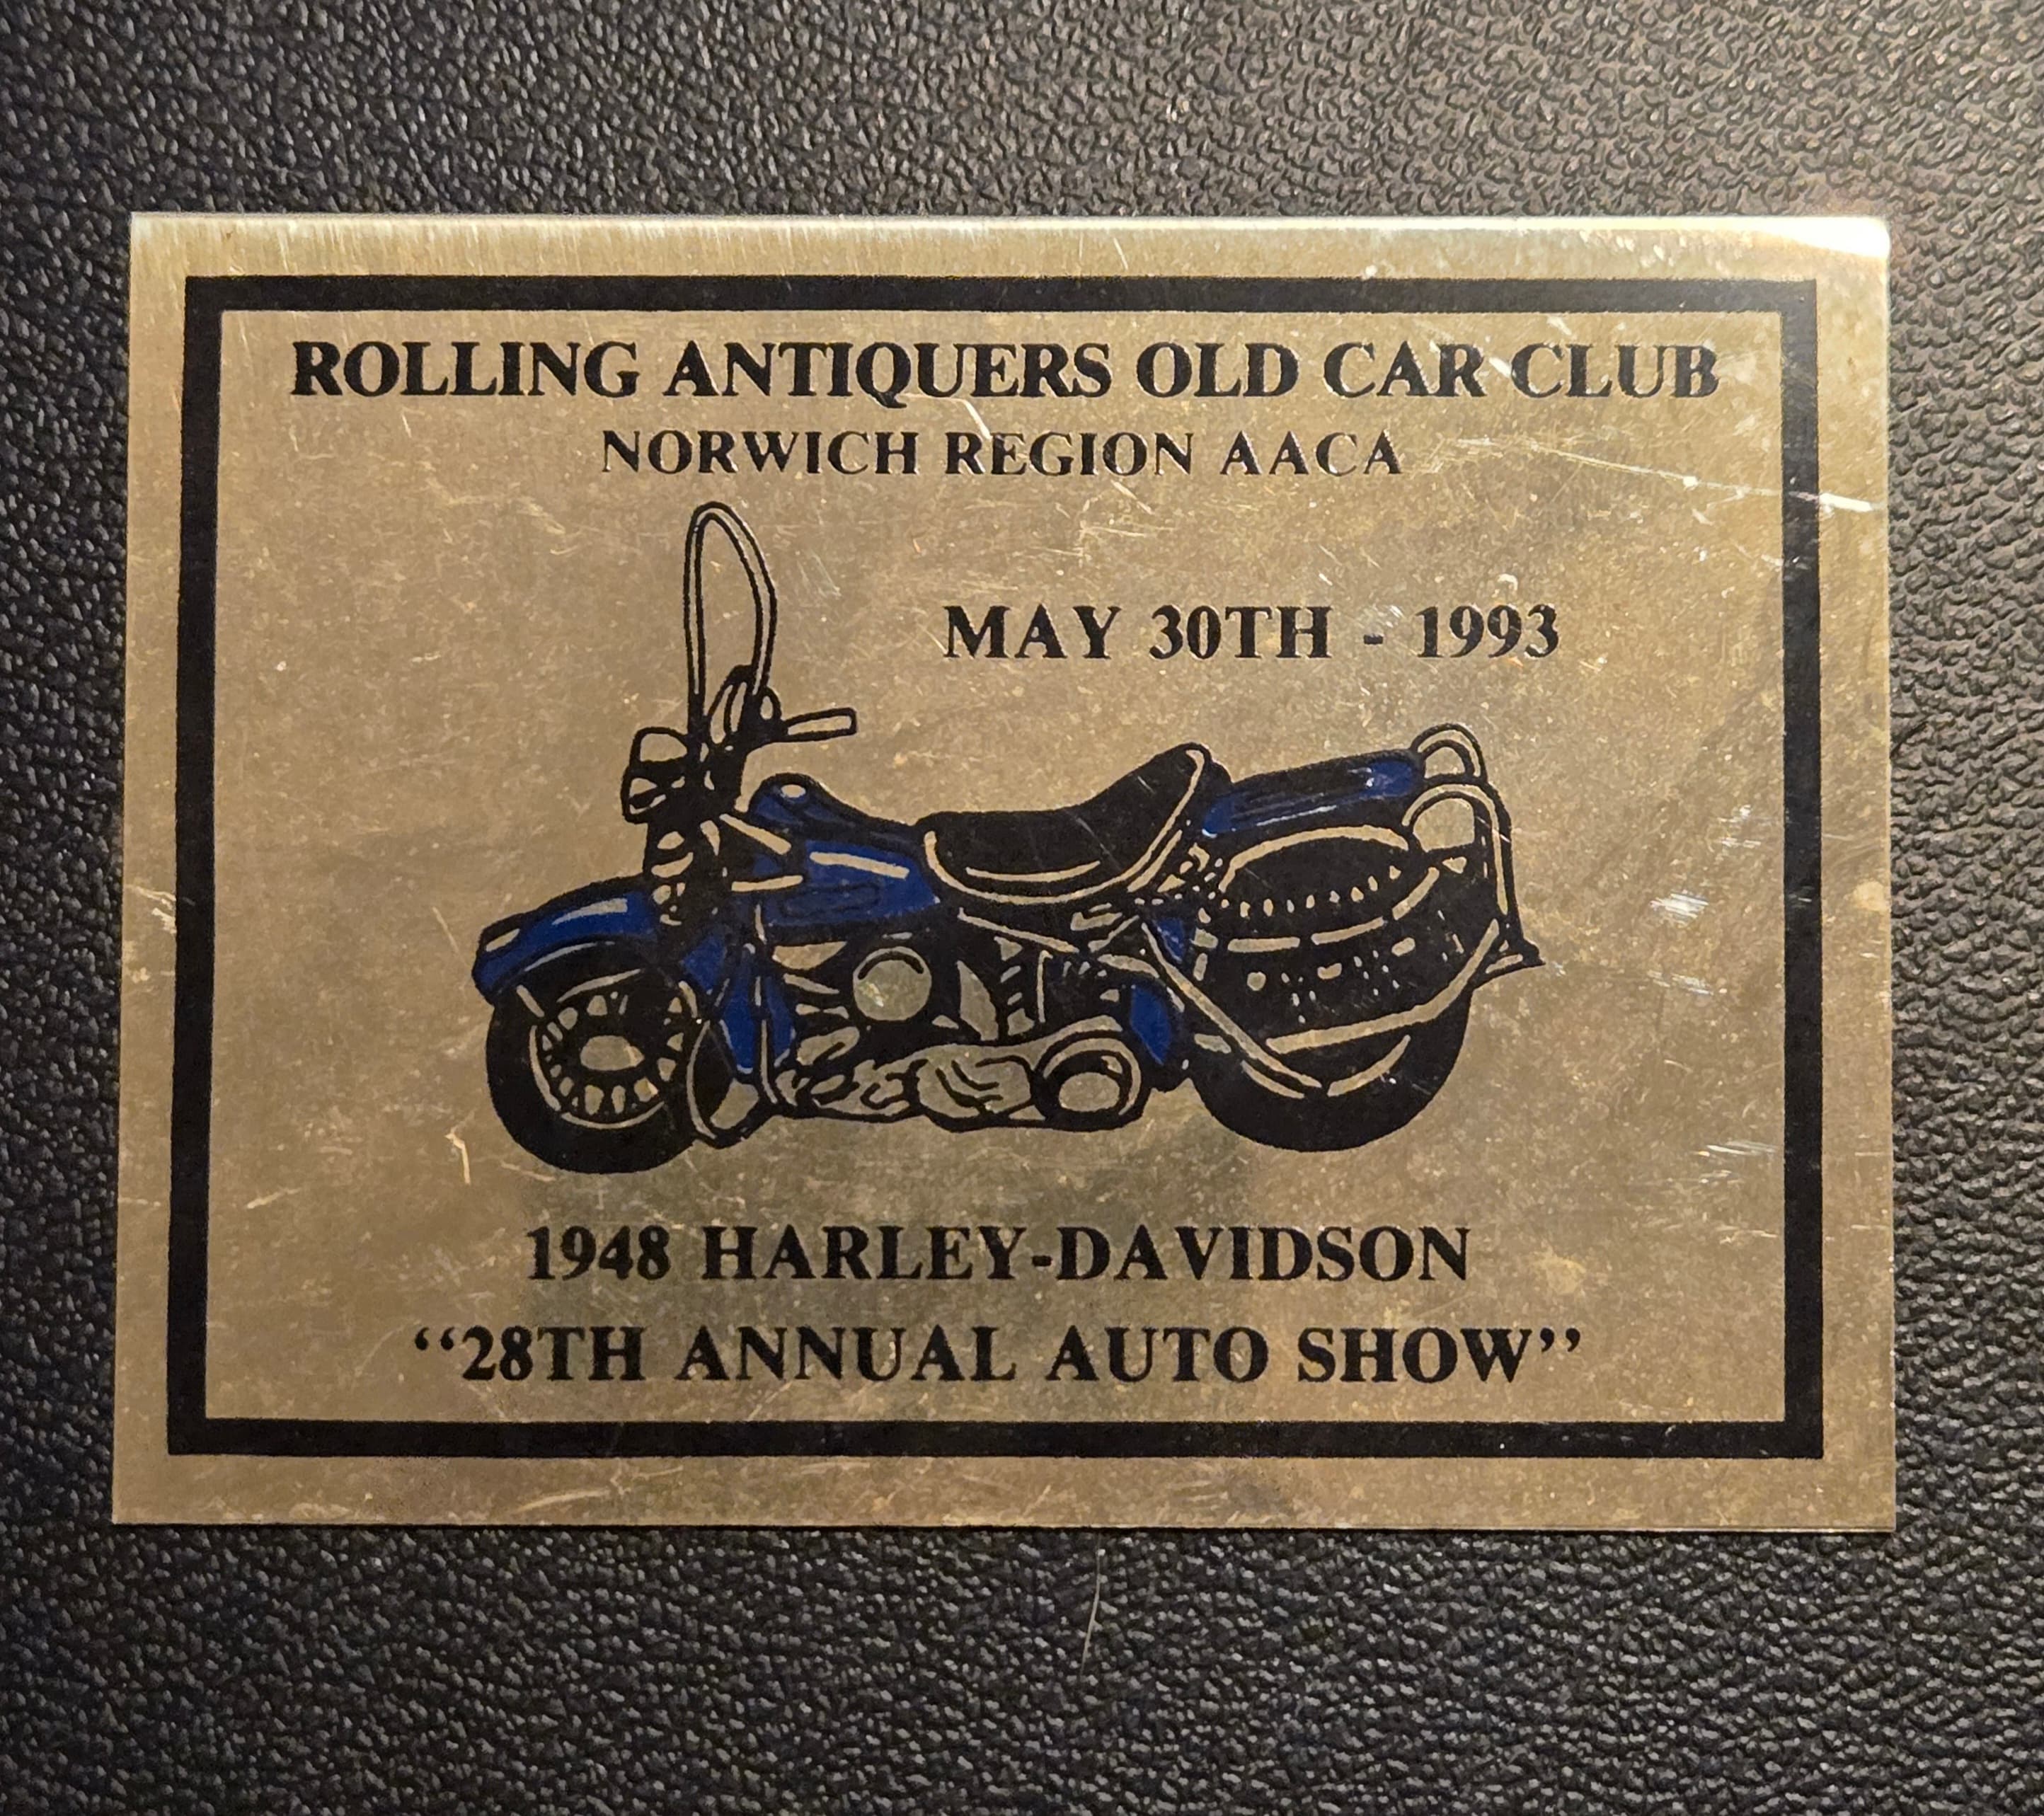 ROLLING ANTIQUERS OLD CAR CLUB
NORWICH REGION AACA
MAY 30TH - 1993
1948 HARLEY-DAVIDSON
“28TH ANNUAL AUTO SHOW”